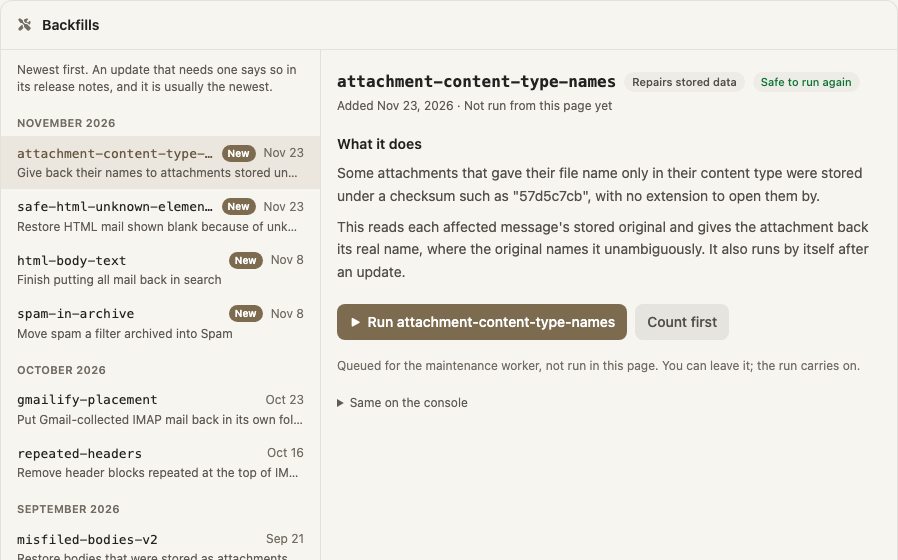 Backfills
Newest first. An update that needs one says so in
its release notes, and it is usually the newest.
NOVEMBER 2026
attachment-content-type-… New Nov 23
Give back their names to attachments stored un…
safe-html-unknown-elemen… New Nov 23
Restore HTML mail shown blank because of unk…
html-body-text New Nov 8
Finish putting all mail back in search
spam-in-archive New Nov 8
Move spam a filter archived into Spam
OCTOBER 2026
gmailify-placement Oct 23
Put Gmail-collected IMAP mail back in its own fol…
repeated-headers Oct 16
Remove header blocks repeated at the top of IM…
SEPTEMBER 2026
misfiled-bodies-v2 Sep 21
Restore bodies that were stored as attachments
attachment-content-type-names Repairs stored data Safe to run again
Added Nov 23, 2026 · Not run from this page yet
What it does
Some attachments that gave their file name only in their content type were stored
under a checksum such as "57d5c7cb", with no extension to open them by.
This reads each affected message's stored original and gives the attachment back
its real name, where the original names it unambiguously. It also runs by itself after
an update.
Run attachment-content-type-names Count first
Queued for the maintenance worker, not run in this page. You can leave it; the run carries on.
Same on the console